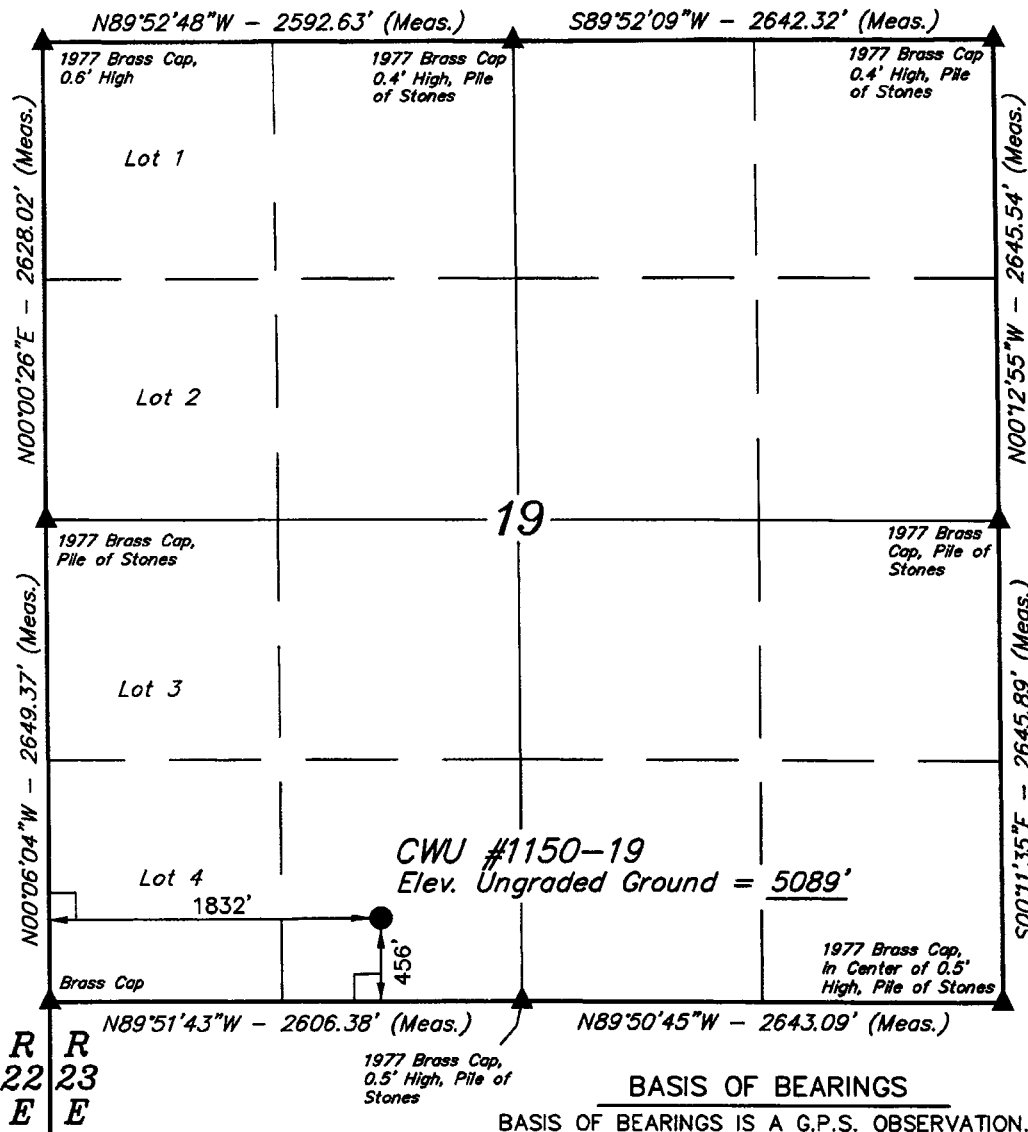 N89°52'48"W - 2592.63' (Meas.)
S89°52'09"W - 2642.32' (Meas.)
1977 Brass Cap,
0.6' High
1977 Brass Cap
0.4' High, Pile
of Stones
1977 Brass Cap
0.4' High, Pile
of Stones
N00°00'26"E - 2628.02' (Meas.)
N00°12'55"W - 2645.54' (Meas.)
Lot 1
Lot 2
19
1977 Brass Cap,
Pile of Stones
1977 Brass
Cap, Pile of
Stones
N00°06'04"W - 2649.37' (Meas.)
S00°11'35"E - 2645.89' (Meas.)
Lot 3
CWU #1150-19
Elev. Ungraded Ground = 5089'
Lot 4
1832'
456'
1977 Brass Cap,
In Center of 0.5'
High, Pile of Stones
Brass Cap
N89°51'43"W - 2606.38' (Meas.)
N89°50'45"W - 2643.09' (Meas.)
R R
22 23
E E
1977 Brass Cap,
0.5' High, Pile of
Stones
BASIS OF BEARINGS
BASIS OF BEARINGS IS A G.P.S. OBSERVATION.